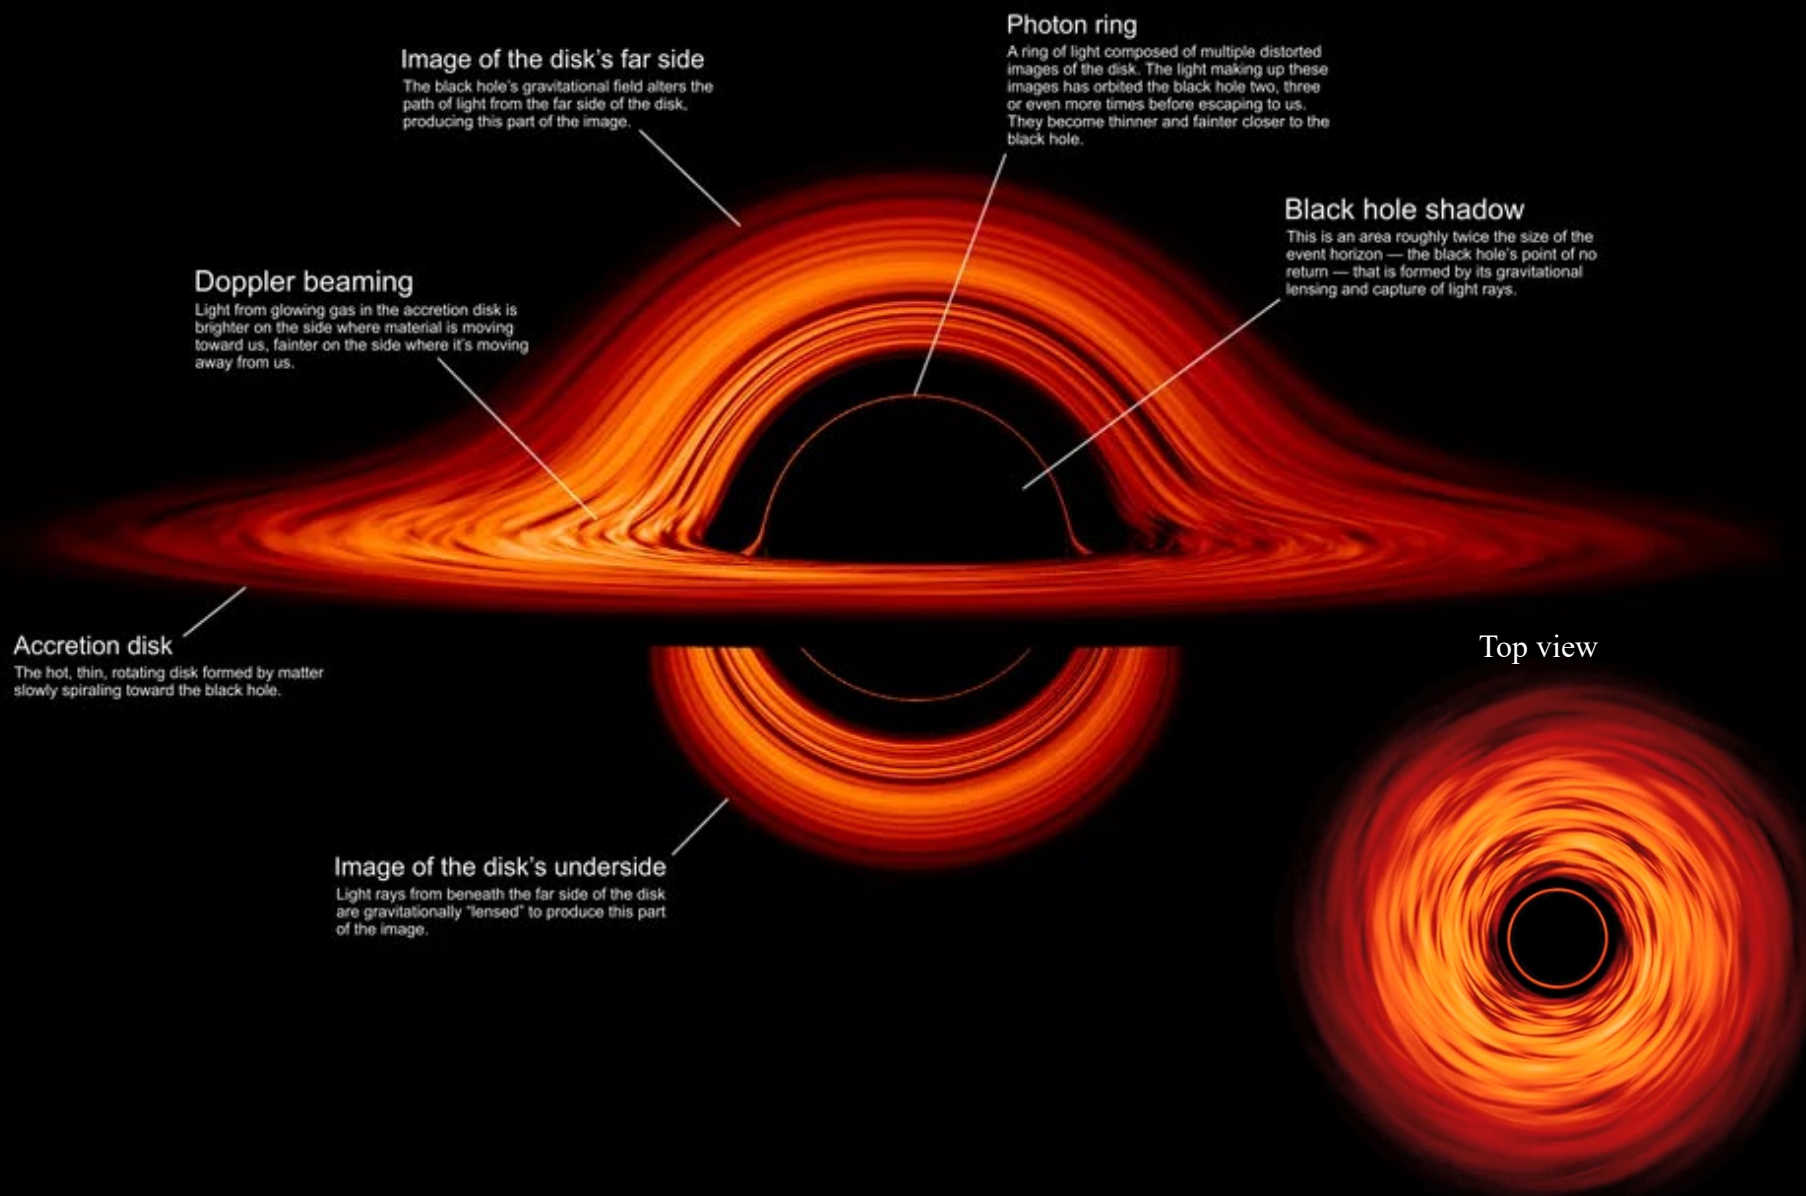 Image of the disk's far side
The black hole's gravitational field alters the
path of light from the far side of the disk,
producing this part of the image.
Photon ring
A ring of light composed of multiple distorted
images of the disk. The light making up these
images has orbited the black hole two, three
or even more times before escaping to us.
They become thinner and fainter closer to the
black hole.
Black hole shadow
This is an area roughly twice the size of the
event horizon — the black hole's point of no
return — that is formed by its gravitational
lensing and capture of light rays.
Doppler beaming
Light from glowing gas in the accretion disk is
brighter on the side where material is moving
toward us, fainter on the side where it's moving
away from us.
Accretion disk
The hot, thin, rotating disk formed by matter
slowly spiraling toward the black hole.
Top view
Image of the disk's underside
Light rays from beneath the far side of the disk
are gravitationally "lensed" to produce this part
of the image.